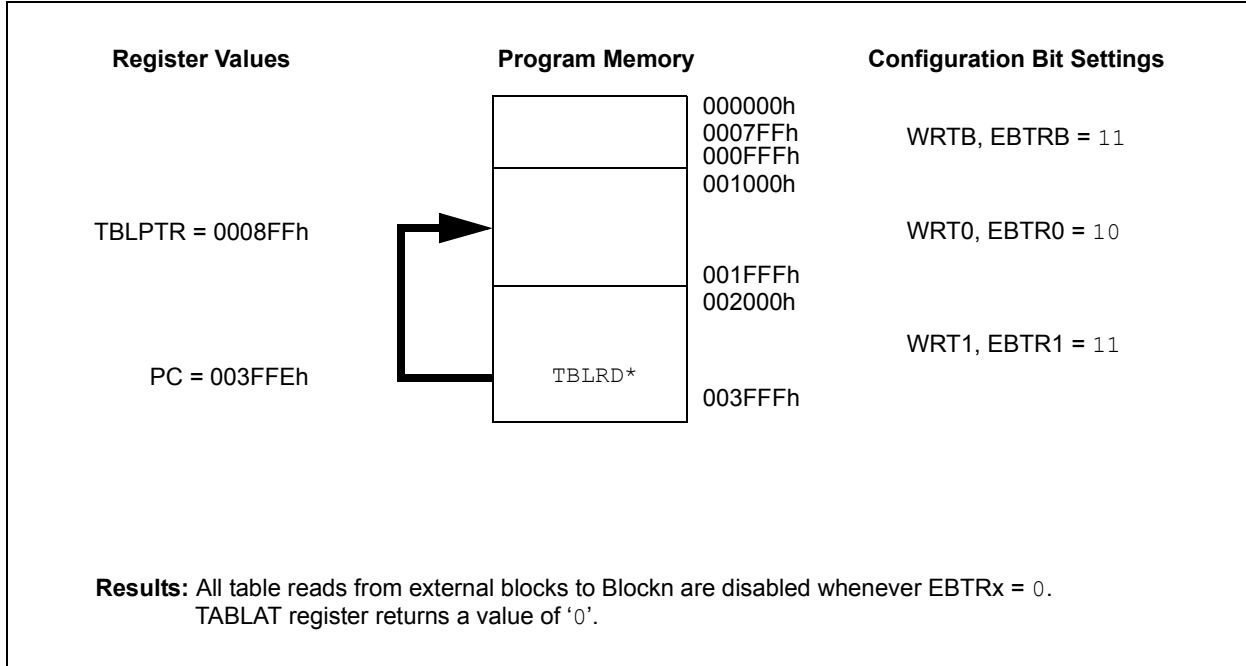 Register Values
Program Memory
Configuration Bit Settings
000000h
0007FFh
000FFFh
WRTB, EBTRB = 11
001000h
TBLPTR = 0008FFh
WRT0, EBTR0 = 10
001FFFh
002000h
WRT1, EBTR1 = 11
PC = 003FFEh
TBLRD*
003FFFh
Results: All table reads from external blocks to Blockn are disabled whenever EBTRx = 0.
TABLAT register returns a value of ‘0’.